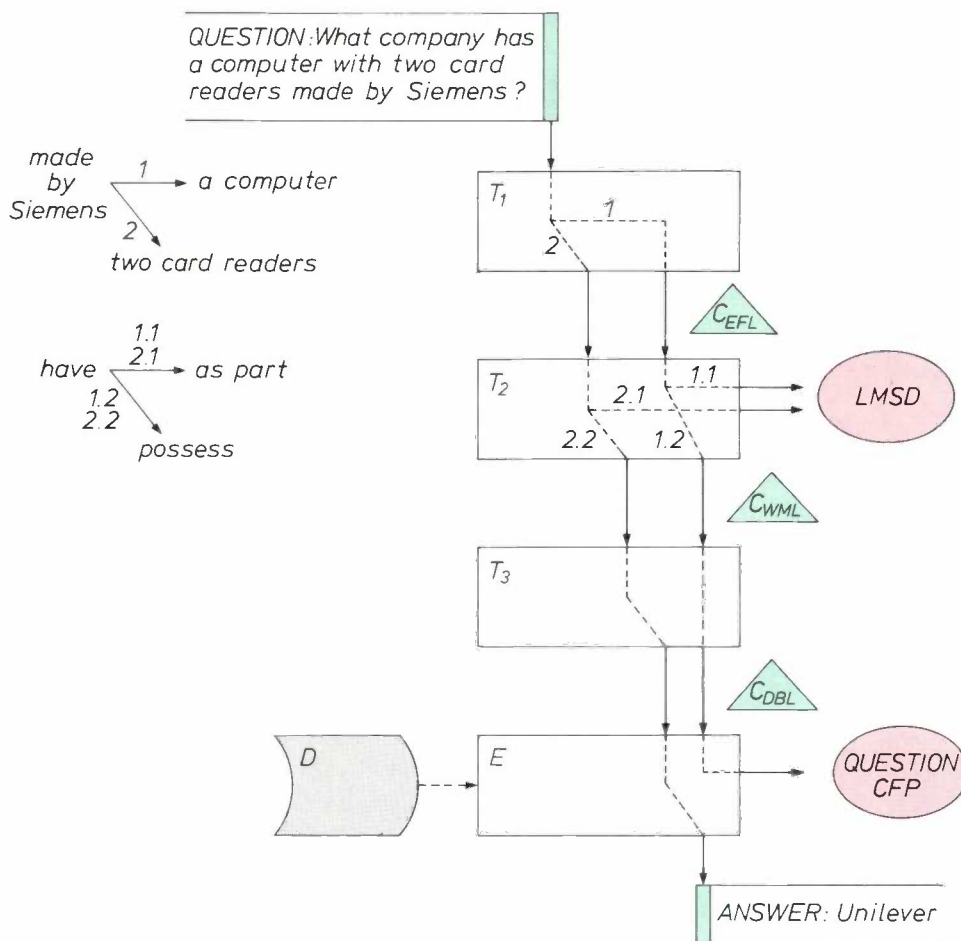 QUESTION: What company has
a computer with two card
readers made by Siemens ?
made
by
Siemens
1
a computer
2
two card readers
T1
1
2
CEFL
1.1
2.1
have
as part
1.2
2.2
possess
T2
1.1
2.1
2.2
1.2
LMSD
CWML
T3
CDBL
D
E
QUESTION
CFP
ANSWER: Unilever